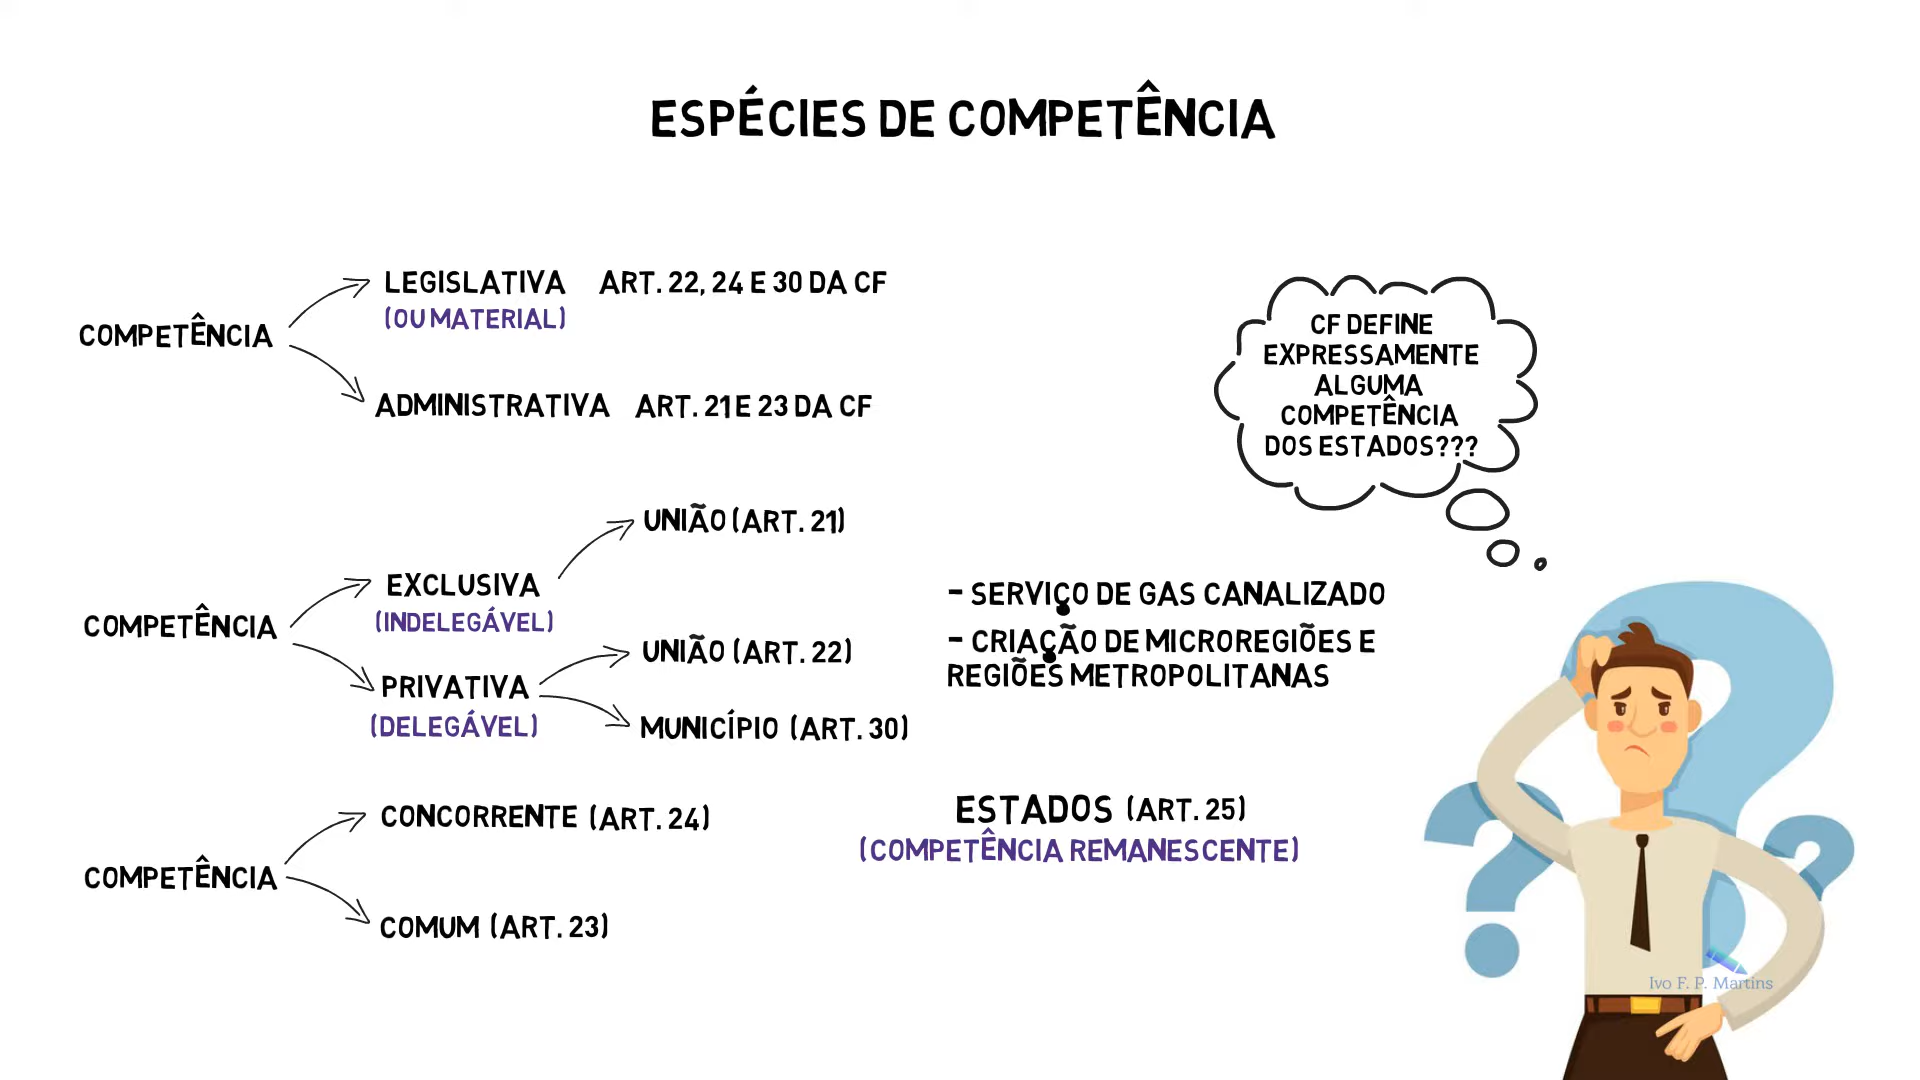 ESPÉCIES DE COMPETÊNCIA
COMPETÊNCIA
LEGISLATIVA ART. 22, 24 E 30 DA CF
(OU MATERIAL)
ADMINISTRATIVA ART. 21 E 23 DA CF
CF DEFINE
EXPRESSAMENTE
ALGUMA
COMPETÊNCIA
DOS ESTADOS???
COMPETÊNCIA
EXCLUSIVA
(INDELEGÁVEL)
UNIÃO (ART. 21)
PRIVATIVA
(DELEGÁVEL)
UNIÃO (ART. 22)
MUNICÍPIO (ART. 30)
- SERVIÇO DE GAS CANALIZADO
- CRIAÇÃO DE MICROREGIÕES E
REGIÕES METROPOLITANAS
COMPETÊNCIA
CONCORRENTE (ART. 24)
COMUM (ART. 23)
ESTADOS (ART. 25)
(COMPETÊNCIA REMANESCENTE)
Ivo F. P. Martins